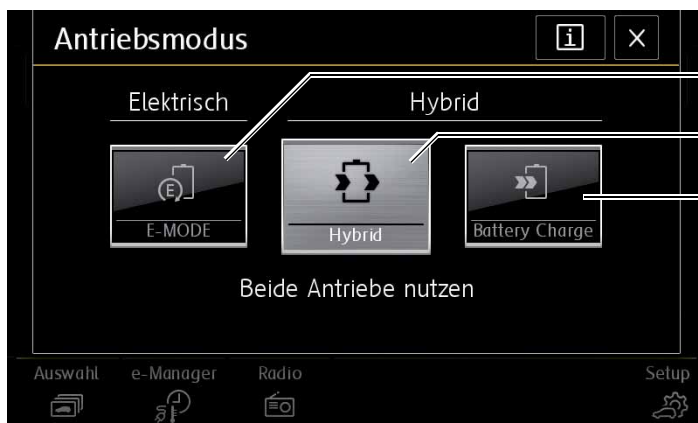 Antriebsmodus
Elektrisch Hybrid
E-MODE Hybrid Battery Charge
Beide Antriebe nutzen
Auswahl e-Manager Radio Setup